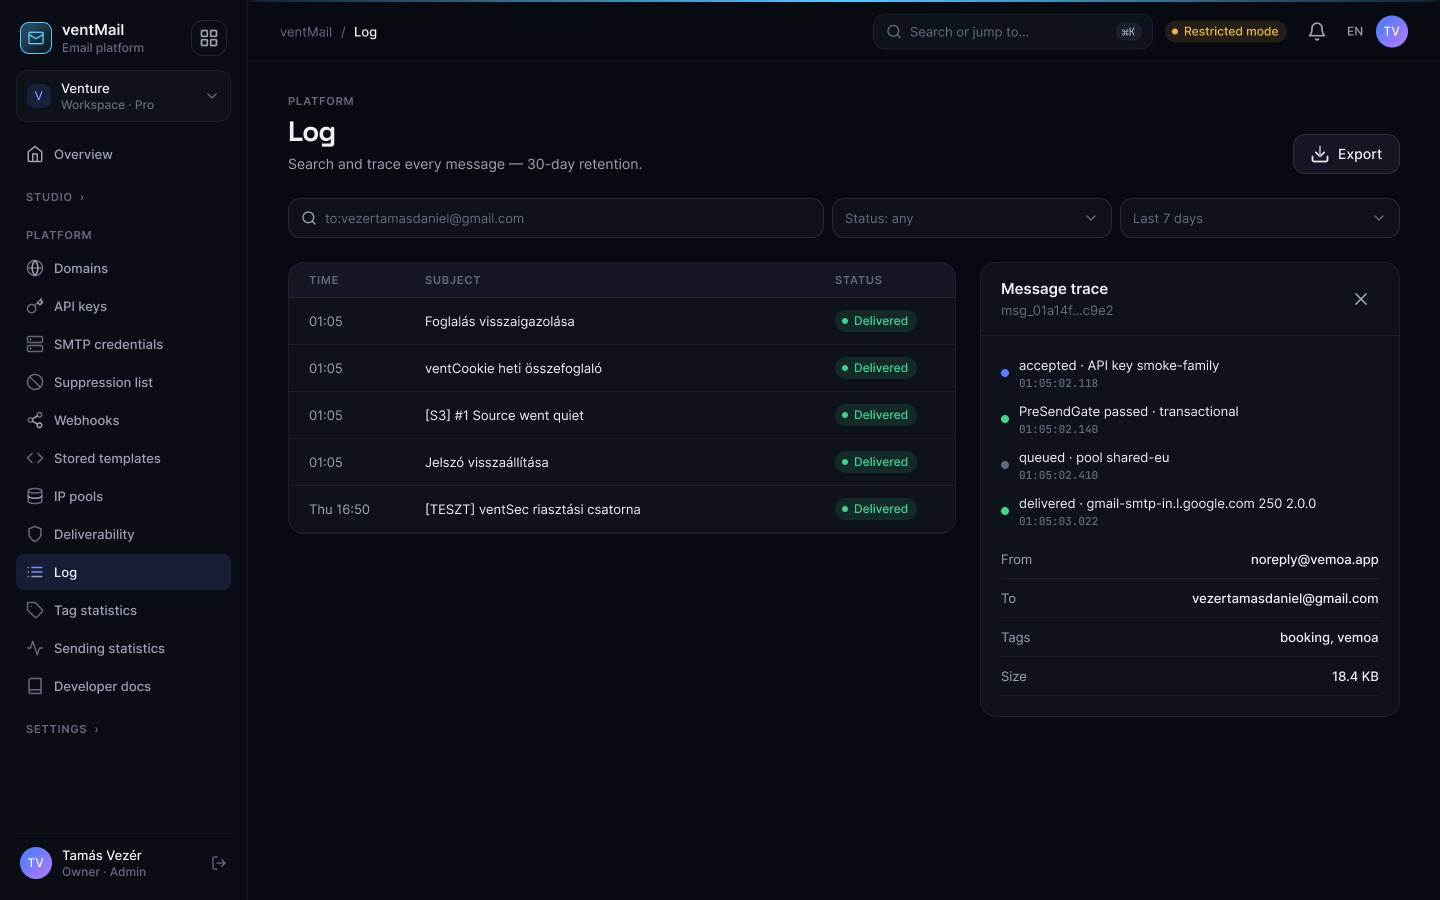 ventMail
Email platform
V
Venture
Workspace · Pro
Overview
STUDIO ›
PLATFORM
Domains
API keys
SMTP credentials
Suppression list
Webhooks
Stored templates
IP pools
Deliverability
Log
Tag statistics
Sending statistics
Developer docs
SETTINGS ›
TV
Tamás Vezér
Owner · Admin
ventMail / Log
Search or jump to...
⌘K
Restricted mode
EN
TV
PLATFORM
Log
Search and trace every message — 30-day retention.
Export
to:vezertamasdaniel@gmail.com
Status: any
Last 7 days
TIME SUBJECT STATUS
01:05 Foglalás visszaigazolása Delivered
01:05 ventCookie heti összefoglaló Delivered
01:05 [S3] #1 Source went quiet Delivered
01:05 Jelszó visszaállítása Delivered
Thu 16:50 [TESZT] ventSec riasztási csatorna Delivered
Message trace
msg_01a14f…c9e2
accepted · API key smoke-family
01:05:02.118
PreSendGate passed · transactional
01:05:02.140
queued · pool shared-eu
01:05:02.410
delivered · gmail-smtp-in.l.google.com 250 2.0.0
01:05:03.022
From noreply@vemoa.app
To vezertamasdaniel@gmail.com
Tags booking, vemoa
Size 18.4 KB